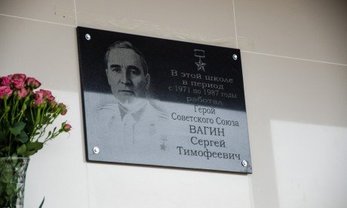 В этой школе
в период
с 1971 по 1987 годы
работал
Герой
Советского Союза
ВАГИН
Сергей
Тимофеевич